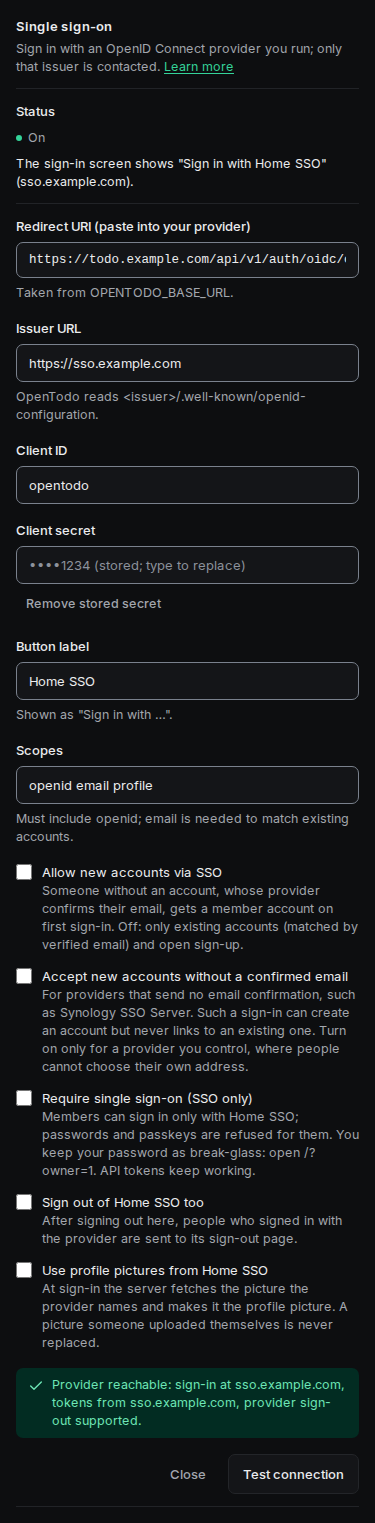 Single sign-on
Sign in with an OpenID Connect provider you run; only
that issuer is contacted. Learn more
Status
On
The sign-in screen shows "Sign in with Home SSO"
(sso.example.com).
Redirect URI (paste into your provider)
https://todo.example.com/api/v1/auth/oidc/
Taken from OPENTODO_BASE_URL.
Issuer URL
https://sso.example.com
OpenTodo reads <issuer>/.well-known/openid-
configuration.
Client ID
opentodo
Client secret
••••1234 (stored; type to replace)
Remove stored secret
Button label
Home SSO
Shown as "Sign in with ...".
Scopes
openid email profile
Must include openid; email is needed to match existing
accounts.
Allow new accounts via SSO
Someone without an account, whose provider
confirms their email, gets a member account on
first sign-in. Off: only existing accounts (matched by
verified email) and open sign-up.
Accept new accounts without a confirmed email
For providers that send no email confirmation, such
as Synology SSO Server. Such a sign-in can create
an account but never links to an existing one. Turn
on only for a provider you control, where people
cannot choose their own address.
Require single sign-on (SSO only)
Members can sign in only with Home SSO;
passwords and passkeys are refused for them. You
keep your password as break-glass: open /?
owner=1. API tokens keep working.
Sign out of Home SSO too
After signing out here, people who signed in with
the provider are sent to its sign-out page.
Use profile pictures from Home SSO
At sign-in the server fetches the picture the
provider names and makes it the profile picture. A
picture someone uploaded themselves is never
replaced.
Provider reachable: sign-in at sso.example.com,
tokens from sso.example.com, provider sign-
out supported.
Close
Test connection